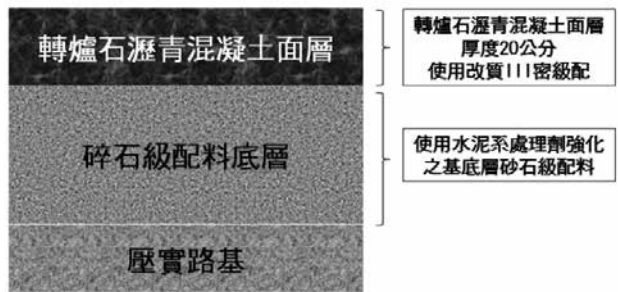 轉爐石瀝青混凝土面層
轉爐石瀝青混凝土面層
厚度20公分
使用改質III密級配
碎石級配料底層
使用水泥系處理劑強化
之基底層砂石級配料
壓實路基